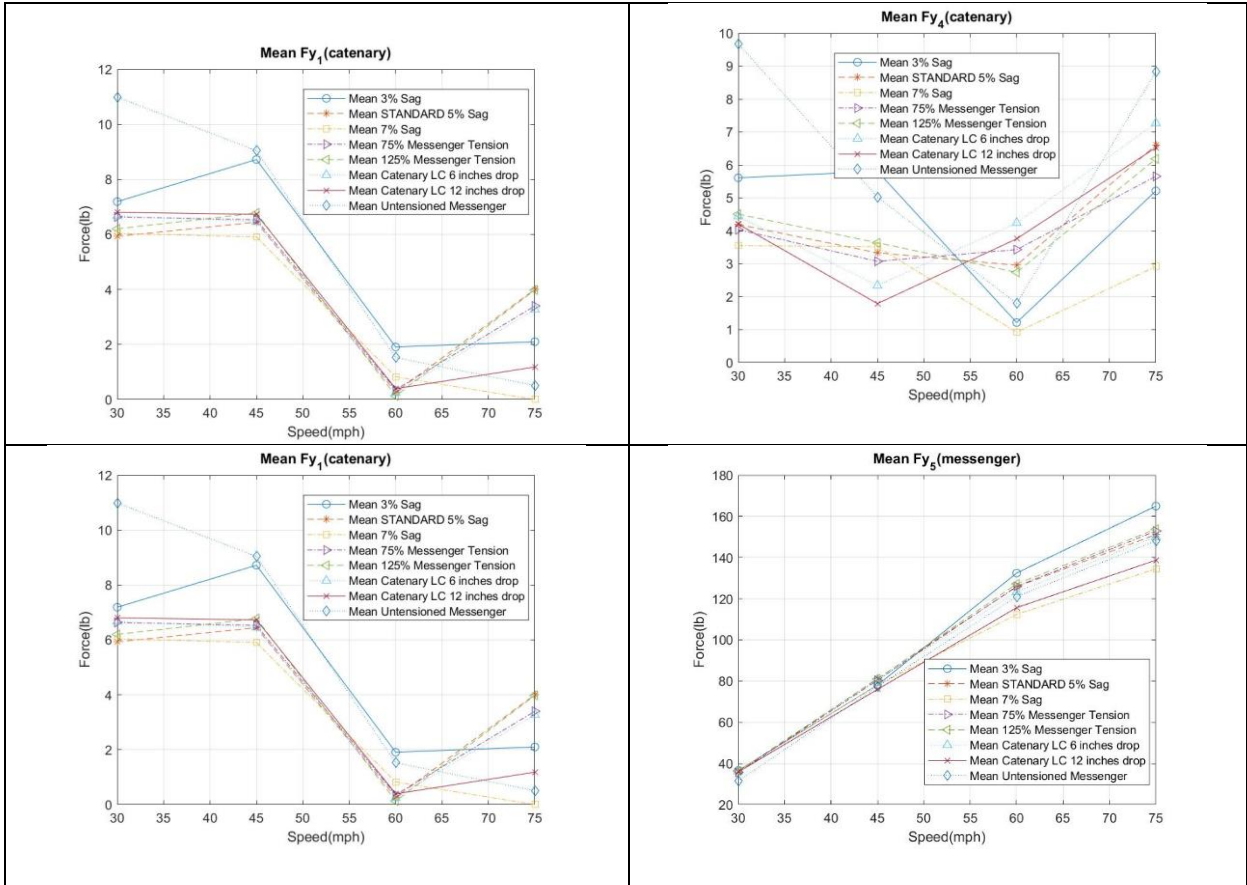 Mean Fy1(catenary)
12
10
8
6
4
2
0
Force(lb)
30 35 40 45 50 55 60 65 70 75
Speed(mph)
Mean 3% Sag
Mean STANDARD 5% Sag
Mean 7% Sag
Mean 75% Messenger Tension
Mean 125% Messenger Tension
Mean Catenary LC 6 inches drop
Mean Catenary LC 12 inches drop
Mean Untensioned Messenger
Mean Fy4(catenary)
10
9
8
7
6
5
4
3
2
1
0
Force(lb)
30 35 40 45 50 55 60 65 70 75
Speed(mph)
Mean 3% Sag
Mean STANDARD 5% Sag
Mean 7% Sag
Mean 75% Messenger Tension
Mean 125% Messenger Tension
Mean Catenary LC 6 inches drop
Mean Catenary LC 12 inches drop
Mean Untensioned Messenger
Mean Fy1(catenary)
12
10
8
6
4
2
0
Force(lb)
30 35 40 45 50 55 60 65 70 75
Speed(mph)
Mean 3% Sag
Mean STANDARD 5% Sag
Mean 7% Sag
Mean 75% Messenger Tension
Mean 125% Messenger Tension
Mean Catenary LC 6 inches drop
Mean Catenary LC 12 inches drop
Mean Untensioned Messenger
Mean Fy5(messenger)
180
160
140
120
100
80
60
40
20
Force(lb)
30 35 40 45 50 55 60 65 70 75
Speed(mph)
Mean 3% Sag
Mean STANDARD 5% Sag
Mean 7% Sag
Mean 75% Messenger Tension
Mean 125% Messenger Tension
Mean Catenary LC 6 inches drop
Mean Catenary LC 12 inches drop
Mean Untensioned Messenger